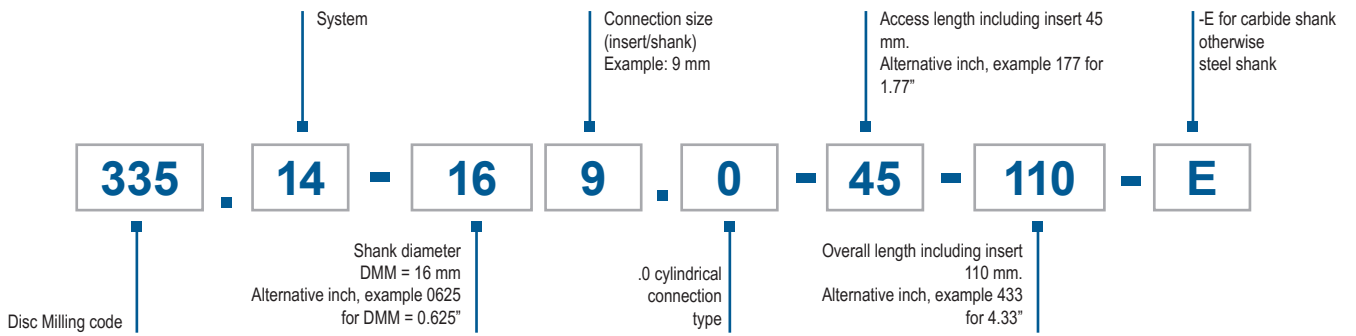 System
Connection size
(insert/shank)
Example: 9 mm
Access length including insert 45
mm.
Alternative inch, example 177 for
1.77”
-E for carbide shank
otherwise
steel shank
335 . 14 - 16 9 . 0 - 45 - 110 - E
Disc Milling code
Shank diameter
DMM = 16 mm
Alternative inch, example 0625
for DMM = 0.625”
.0 cylindrical
connection
type
Overall length including insert
110 mm.
Alternative inch, example 433
for 4.33”